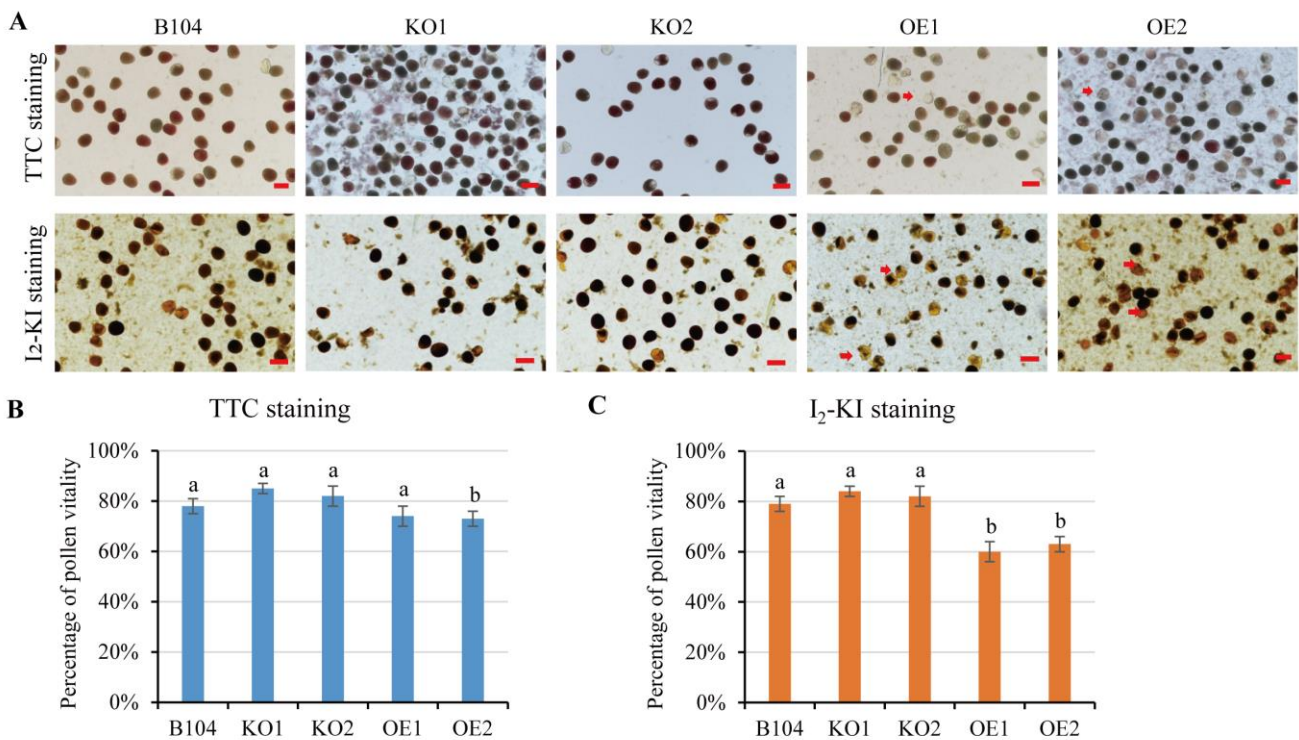 A
B104 KO1 KO2 OE1 OE2
TTC staining
I2-KI staining
B TTC staining
Percentage of pollen vitality
100%
80%
60%
40%
20%
0%
a a a a b
B104 KO1 KO2 OE1 OE2
C I2-KI staining
Percentage of pollen vitality
100%
80%
60%
40%
20%
0%
a a a b b
B104 KO1 KO2 OE1 OE2